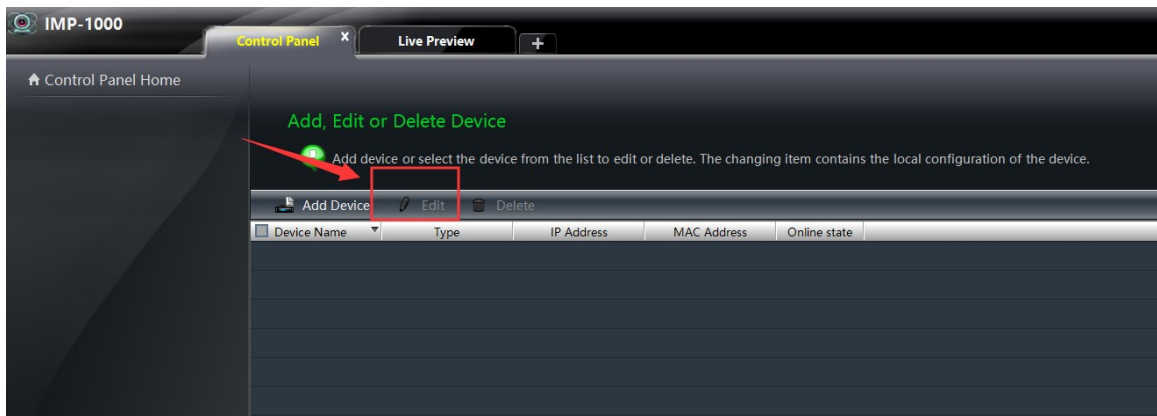 IMP-1000
Control Panel x Live Preview +
Control Panel Home
Add, Edit or Delete Device
Add device or select the device from the list to edit or delete. The changing item contains the local configuration of the device.
Add Device Edit Delete
Device Name Type IP Address MAC Address Online state